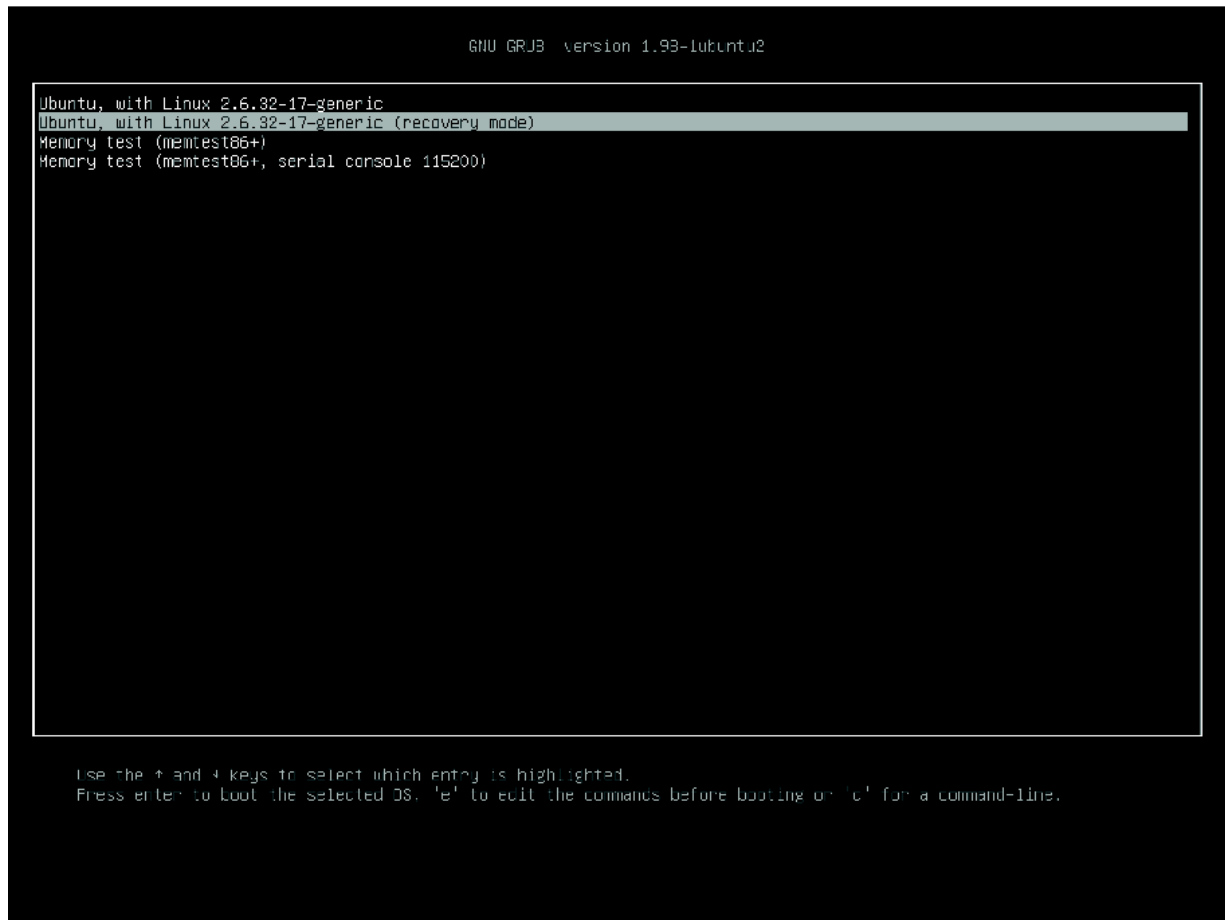 GNU GRUB version 1.98-1ubuntu2
Ubuntu, with Linux 2.6.32-17-generic
Ubuntu, with Linux 2.6.32-17-generic (recovery mode)
Memory test (memtest86+)
Memory test (memtest86+, serial console 115200)
Use the ↑ and ↓ keys to select which entry is highlighted.
Press enter to boot the selected OS, 'e' to edit the commands before booting or 'c' for a command-line.